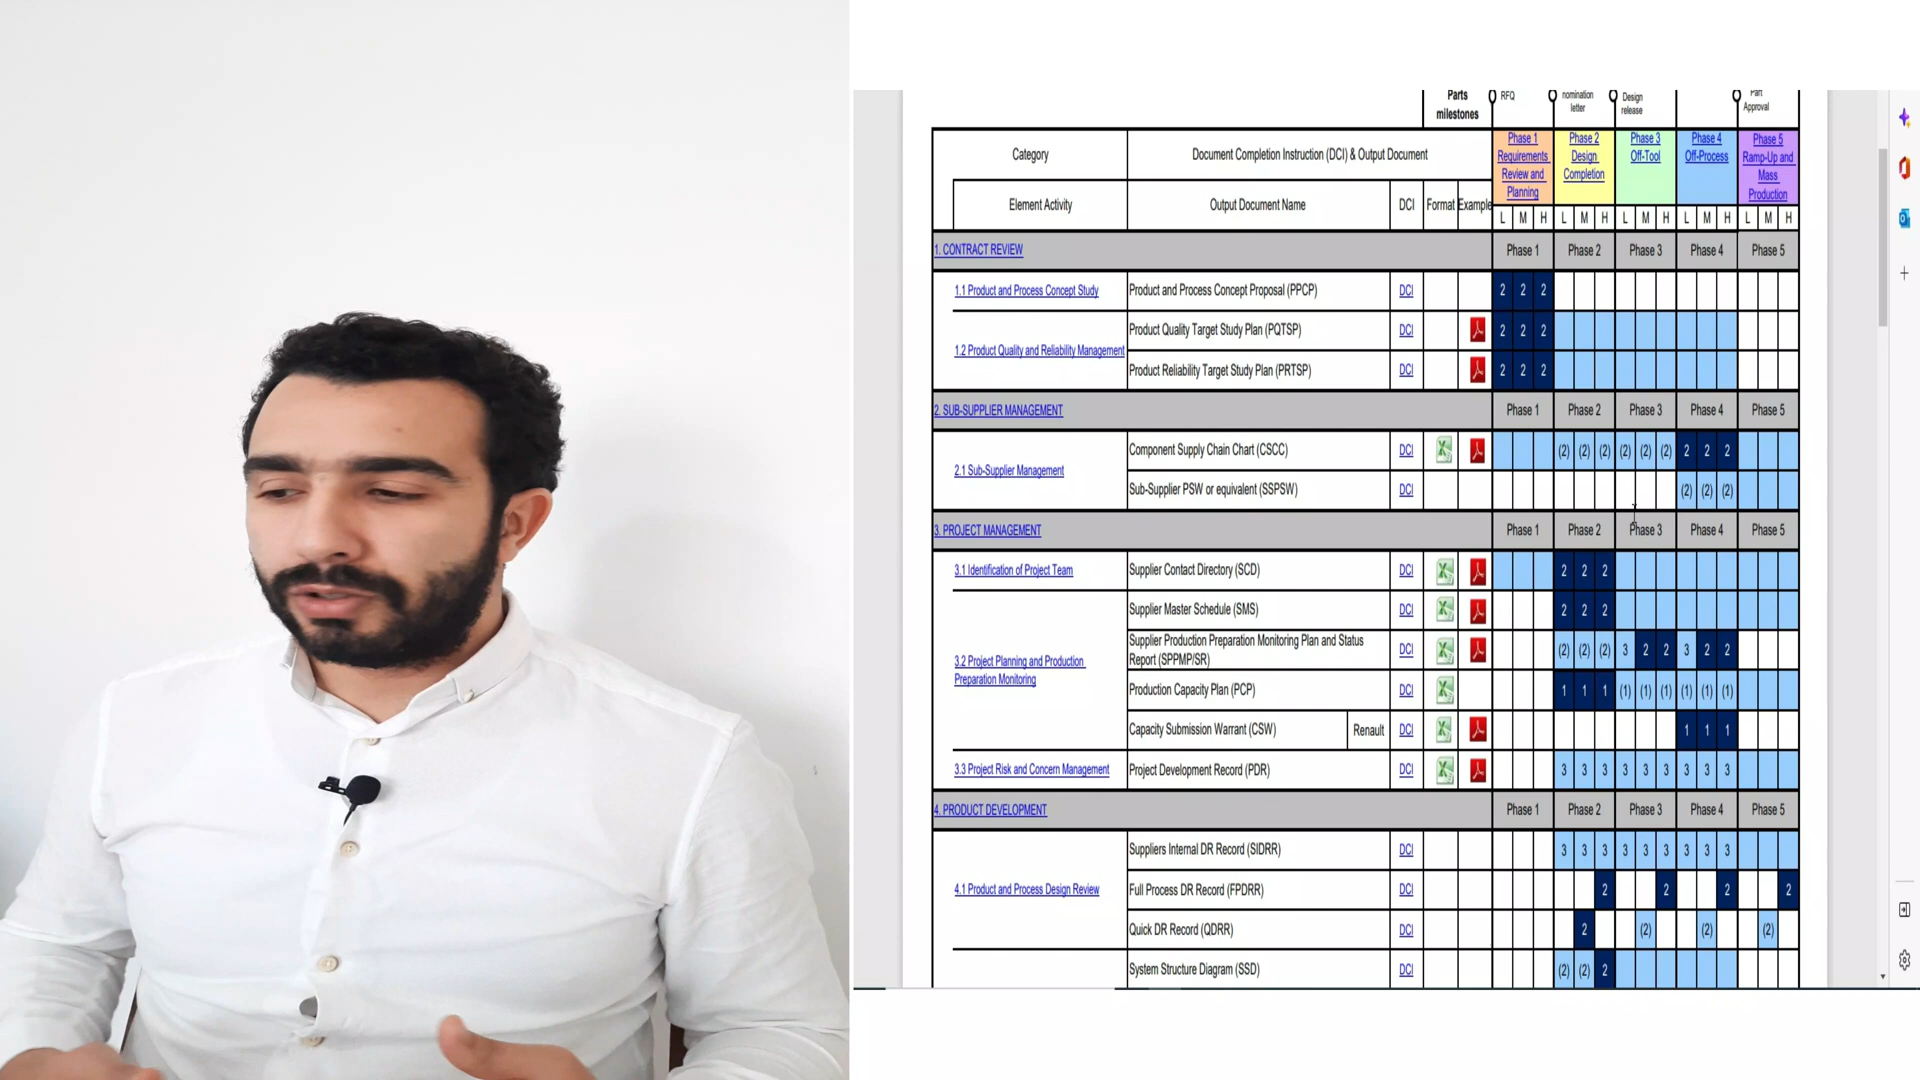 Parts milestones RFQ nomination letter Design release Part Approval
Category Document Completion Instruction (DCI) & Output Document Phase 1 Requirements Review and Planning Phase 2 Design Completion Phase 3 Off-Tool Phase 4 Off-Process Phase 5 Ramp-Up and Mass Production
Element Activity Output Document Name DCI Format Example L M H L M H L M H L M H L M H
1. CONTRACT REVIEW Phase 1 Phase 2 Phase 3 Phase 4 Phase 5
1.1 Product and Process Concept Study Product and Process Concept Proposal (PPCP) DCI 2 2 2
1.2 Product Quality and Reliability Management Product Quality Target Study Plan (PQTSP) DCI 2 2 2
Product Reliability Target Study Plan (PRTSP) DCI 2 2 2
2. SUB-SUPPLIER MANAGEMENT Phase 1 Phase 2 Phase 3 Phase 4 Phase 5
2.1 Sub-Supplier Management Component Supply Chain Chart (CSCC) DCI (2) (2) (2) (2) (2) (2) 2 2 2
Sub-Supplier PSW or equivalent (SSPSW) DCI (2) (2) (2)
3. PROJECT MANAGEMENT Phase 1 Phase 2 Phase 3 Phase 4 Phase 5
3.1 Identification of Project Team Supplier Contact Directory (SCD) DCI 2 2 2
3.2 Project Planning and Production Preparation Monitoring Supplier Master Schedule (SMS) DCI 2 2 2
Supplier Production Preparation Monitoring Plan and Status Report (SPPMP/SR) DCI (2) (2) (2) 3 2 2 3 2 2
Production Capacity Plan (PCP) DCI 1 1 1 (1) (1) (1) (1) (1) (1)
Capacity Submission Warrant (CSW) Renault DCI 1 1 1
3.3 Project Risk and Concern Management Project Development Record (PDR) DCI 3 3 3 3 3 3 3 3 3
4. PRODUCT DEVELOPMENT Phase 1 Phase 2 Phase 3 Phase 4 Phase 5
4.1 Product and Process Design Review Suppliers Internal DR Record (SIDRR) DCI 3 3 3 3 3 3 3 3 3
Full Process DR Record (FPDRR) DCI 2 2 2 2
Quick DR Record (QDRR) DCI 2 (2) (2) (2)
System Structure Diagram (SSD) DCI (2) (2) 2